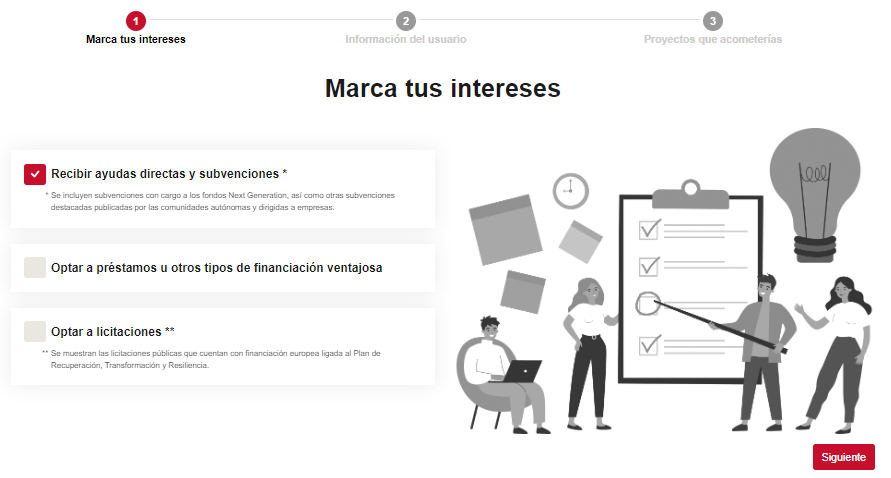 1
2
3
Marca tus intereses
Información del usuario
Proyectos que acometerías
Marca tus intereses
Recibir ayudas directas y subvenciones *
* Se incluyen subvenciones con cargo a los fondos Next Generation, así como otras subvenciones
destacadas publicadas por las comunidades autónomas y dirigidas a empresas.
Optar a préstamos u otros tipos de financiación ventajosa
Optar a licitaciones **
** Se muestran las licitaciones públicas que cuentan con financiación europea ligada al Plan de
Recuperación, Transformación y Resiliencia.
Siguiente